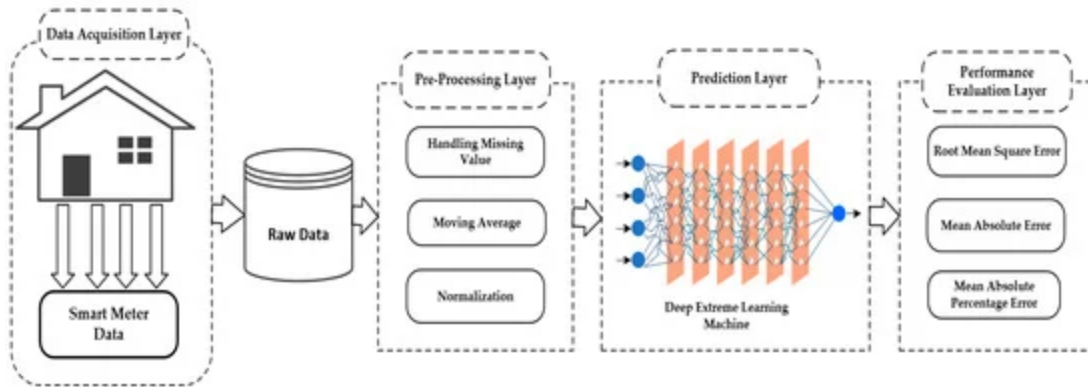 Data Acquisition Layer
Smart Meter
Data
Raw Data
Pre-Processing Layer
Handling Missing
Value
Moving Average
Normalization
Prediction Layer
Deep Extreme Learning
Machine
Performance
Evaluation Layer
Root Mean Square Error
Mean Absolute Error
Mean Absolute
Percentage Error